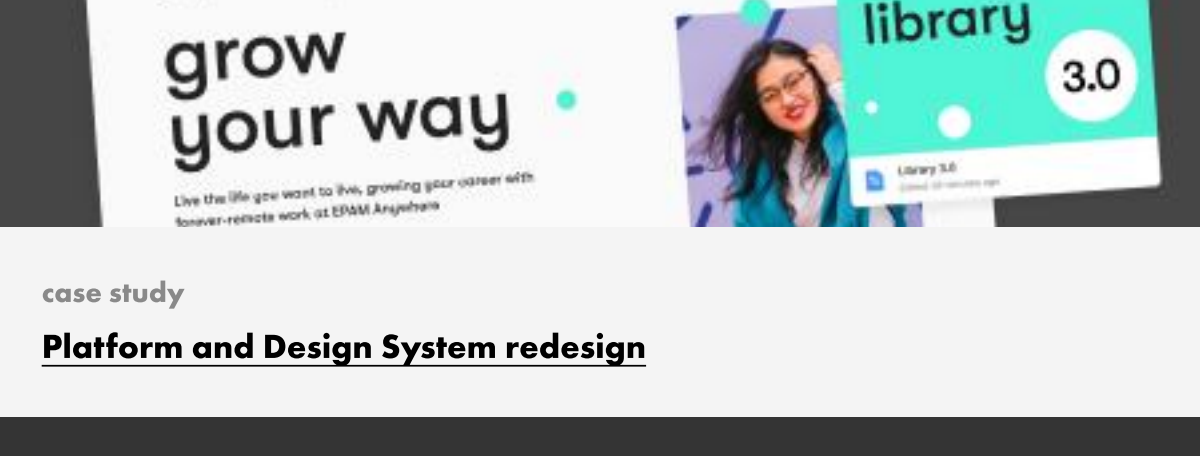 grow
your way
Live the life you want to live, growing your career with
forever-remote work at EPAM Anywhere
library
3.0
Library 3.0
case study
Platform and Design System redesign